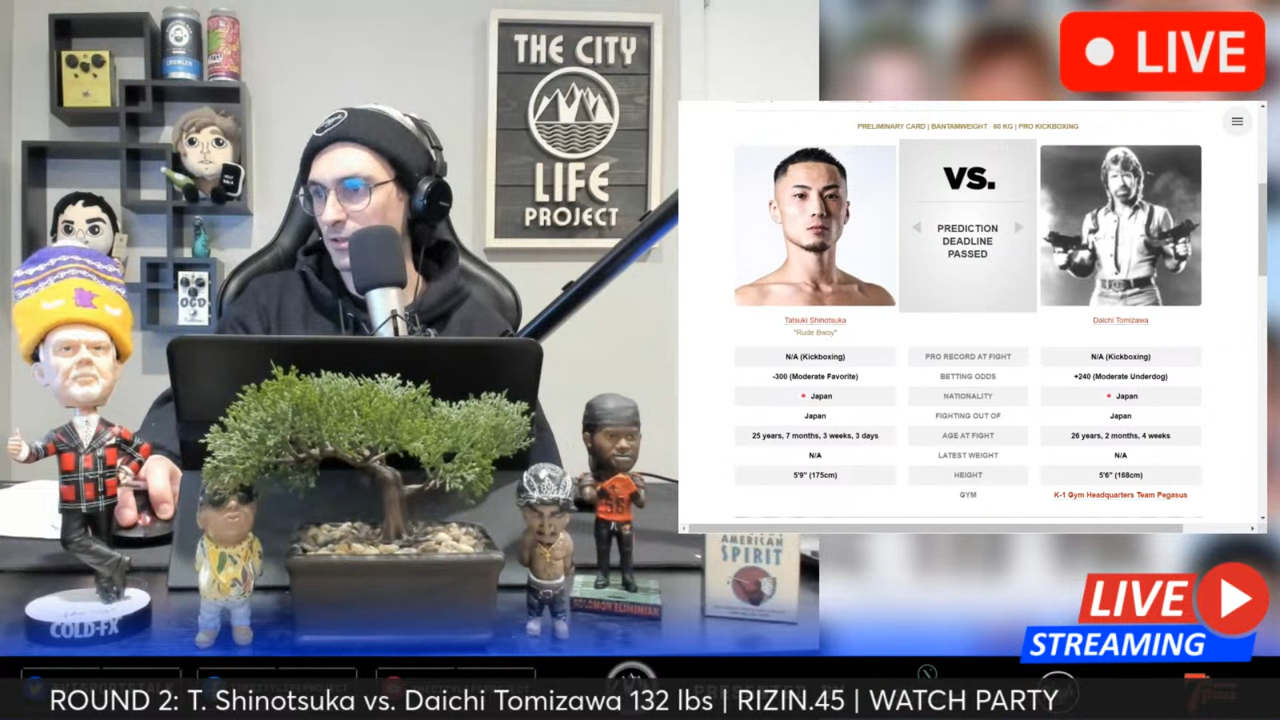 THE CITY
LIFE
PROJECT
CROWLER
OCD
COLD-FX
56
SOLOMON ELIMIMIAN
AMERICAN
SPIRIT
LIVE
PRELIMINARY CARD | BANTAMWEIGHT · 60 KG | PRO KICKBOXING
VS.
PREDICTION
DEADLINE
PASSED
Tatsuki Shinotsuka
"Rude Bwoy"
Daichi Tomizawa
N/A (Kickboxing) PRO RECORD AT FIGHT N/A (Kickboxing)
-300 (Moderate Favorite) BETTING ODDS +240 (Moderate Underdog)
Japan NATIONALITY Japan
Japan FIGHTING OUT OF Japan
25 years, 7 months, 3 weeks, 3 days AGE AT FIGHT 26 years, 2 months, 4 weeks
N/A LATEST WEIGHT N/A
5'9" (175cm) HEIGHT 5'6" (168cm)
GYM K-1 Gym Headquarters Team Pegasus
LIVE
STREAMING
ROUND 2: T. Shinotsuka vs. Daichi Tomizawa 132 lbs | RIZIN.45 | WATCH PARTY